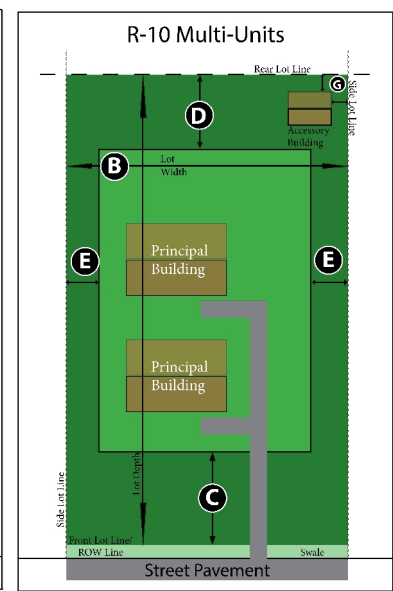 R-10 Multi-Units
Rear Lot Line
G
Side Lot Line
D
Accessory
Building
B
Lot
Width
E
E
Principal
Building
Principal
Building
Lot Depth
C
Side Lot Line
Front Lot Line/
ROW Line
Swale
Street Pavement